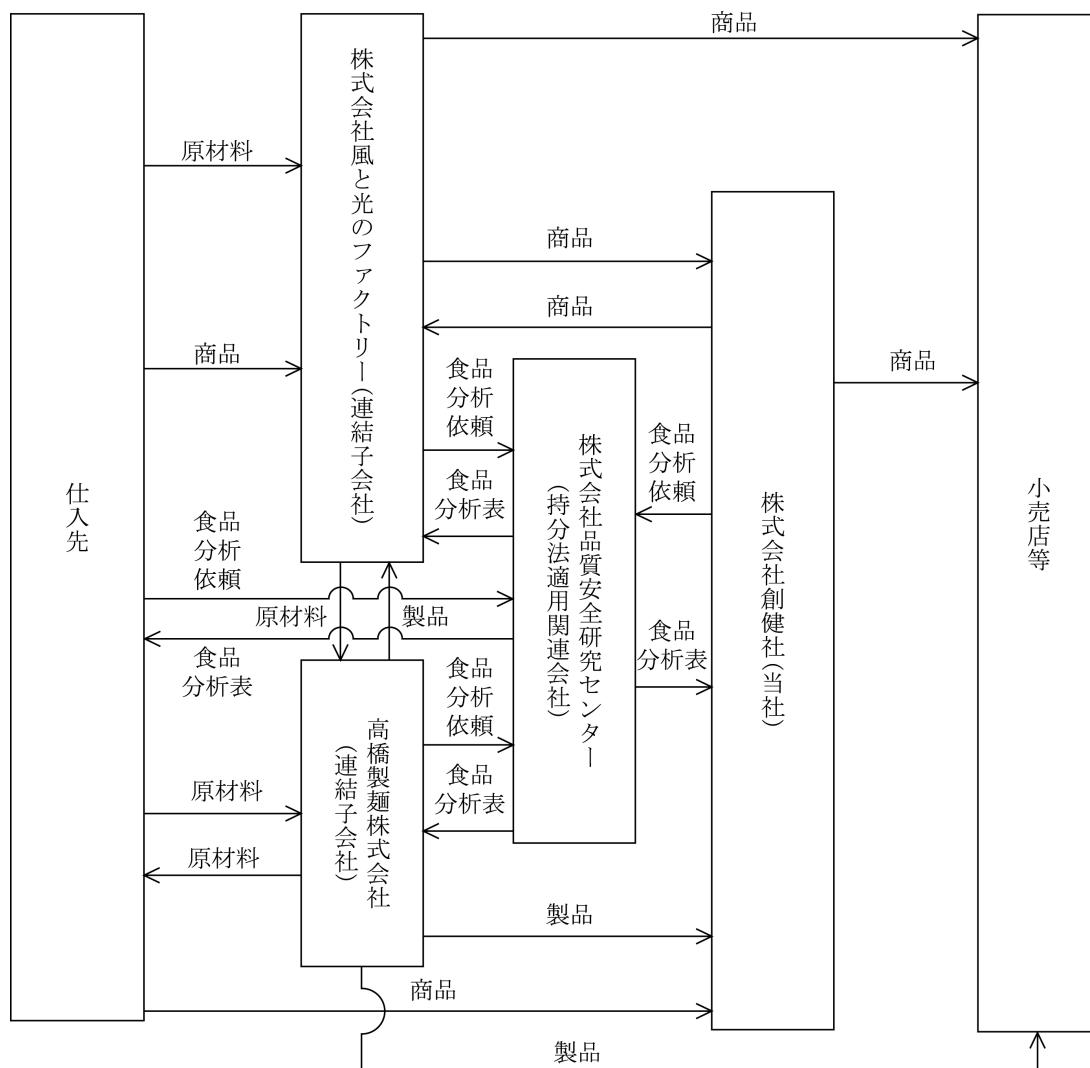 商品
株式会社風と光のファクトリー(連結子会社)
原材料
商品
商品
商品
商品
食品
分析
依頼
食品
分析表
食品
分析
依頼
株式会社品質安全研究センター
(持分法適用関連会社)
株式会社創健社(当社)
仕入先
小売店等
食品
分析
依頼
原材料
製品
食品
分析表
食品
分析表
食品
分析
依頼
高橋製麺株式会社
(連結子会社)
食品
分析表
原材料
原材料
製品
商品
製品